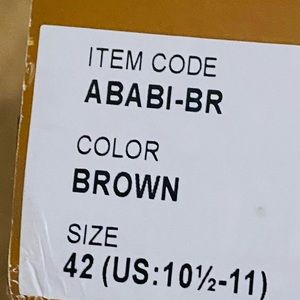 ITEM CODE
ABABI-BR
COLOR
BROWN
SIZE
42 (US:10½-11)